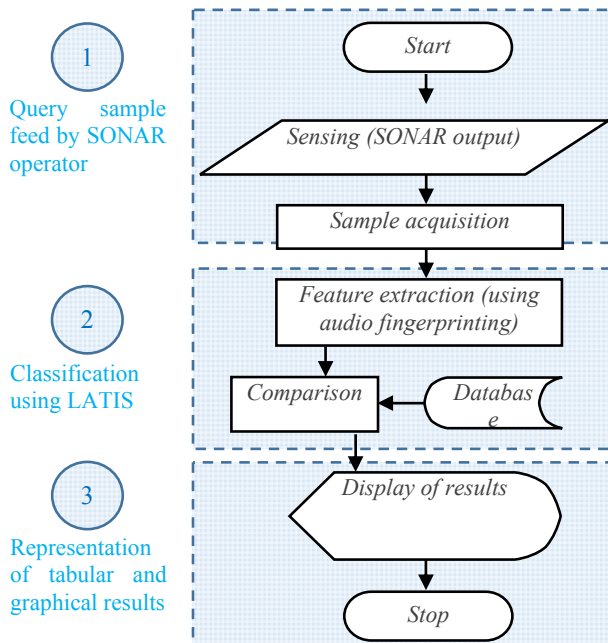 1
Query sample
feed by SONAR
operator
Start
Sensing (SONAR output)
Sample acquisition
2
Classification
using LATIS
Feature extraction (using
audio fingerprinting)
Comparison
Databas
e
3
Representation
of tabular and
graphical results
Display of results
Stop